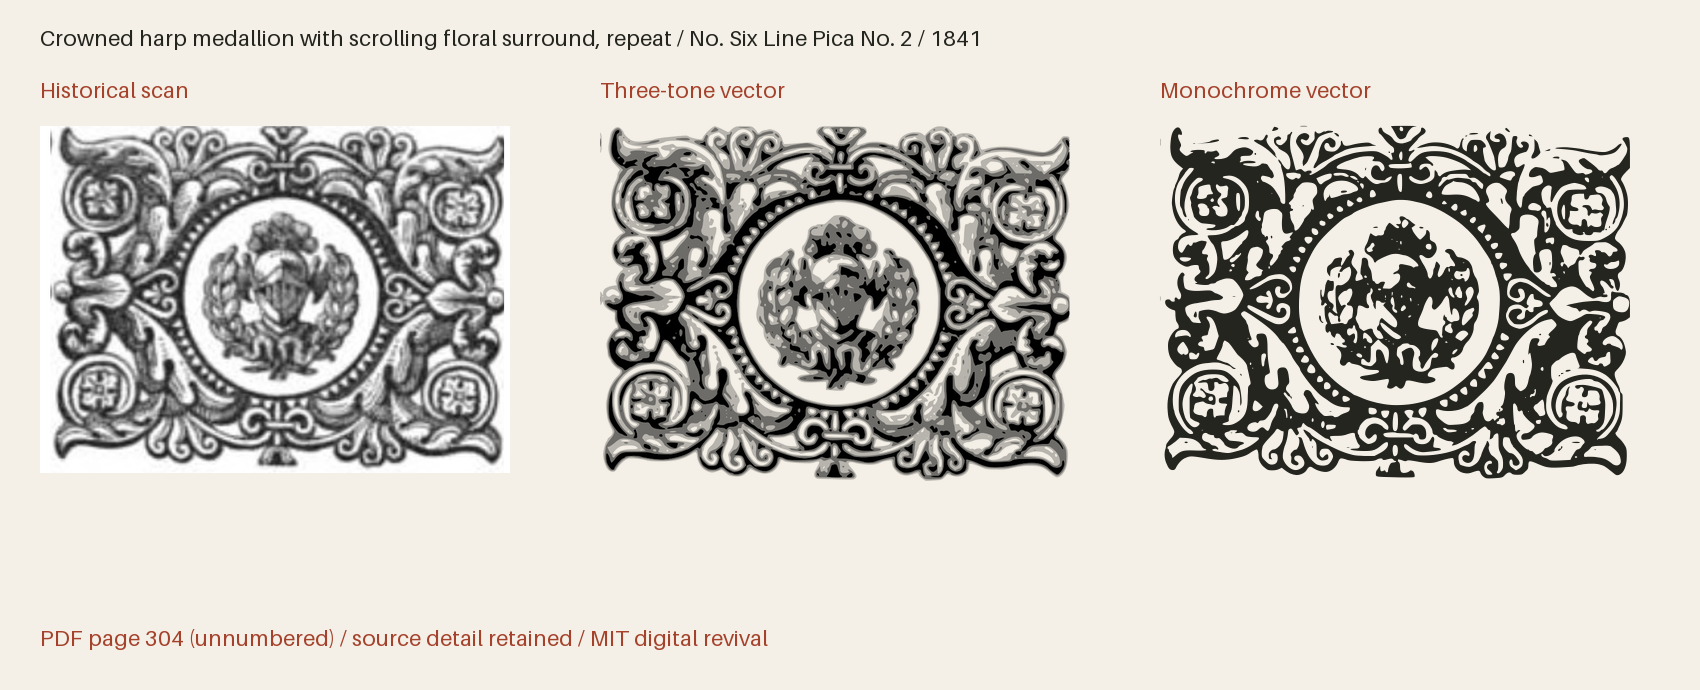 Crowned harp medallion with scrolling floral surround, repeat / No. Six Line Pica No. 2 / 1841
Historical scan
Three-tone vector
Monochrome vector
PDF page 304 (unnumbered) / source detail retained / MIT digital revival